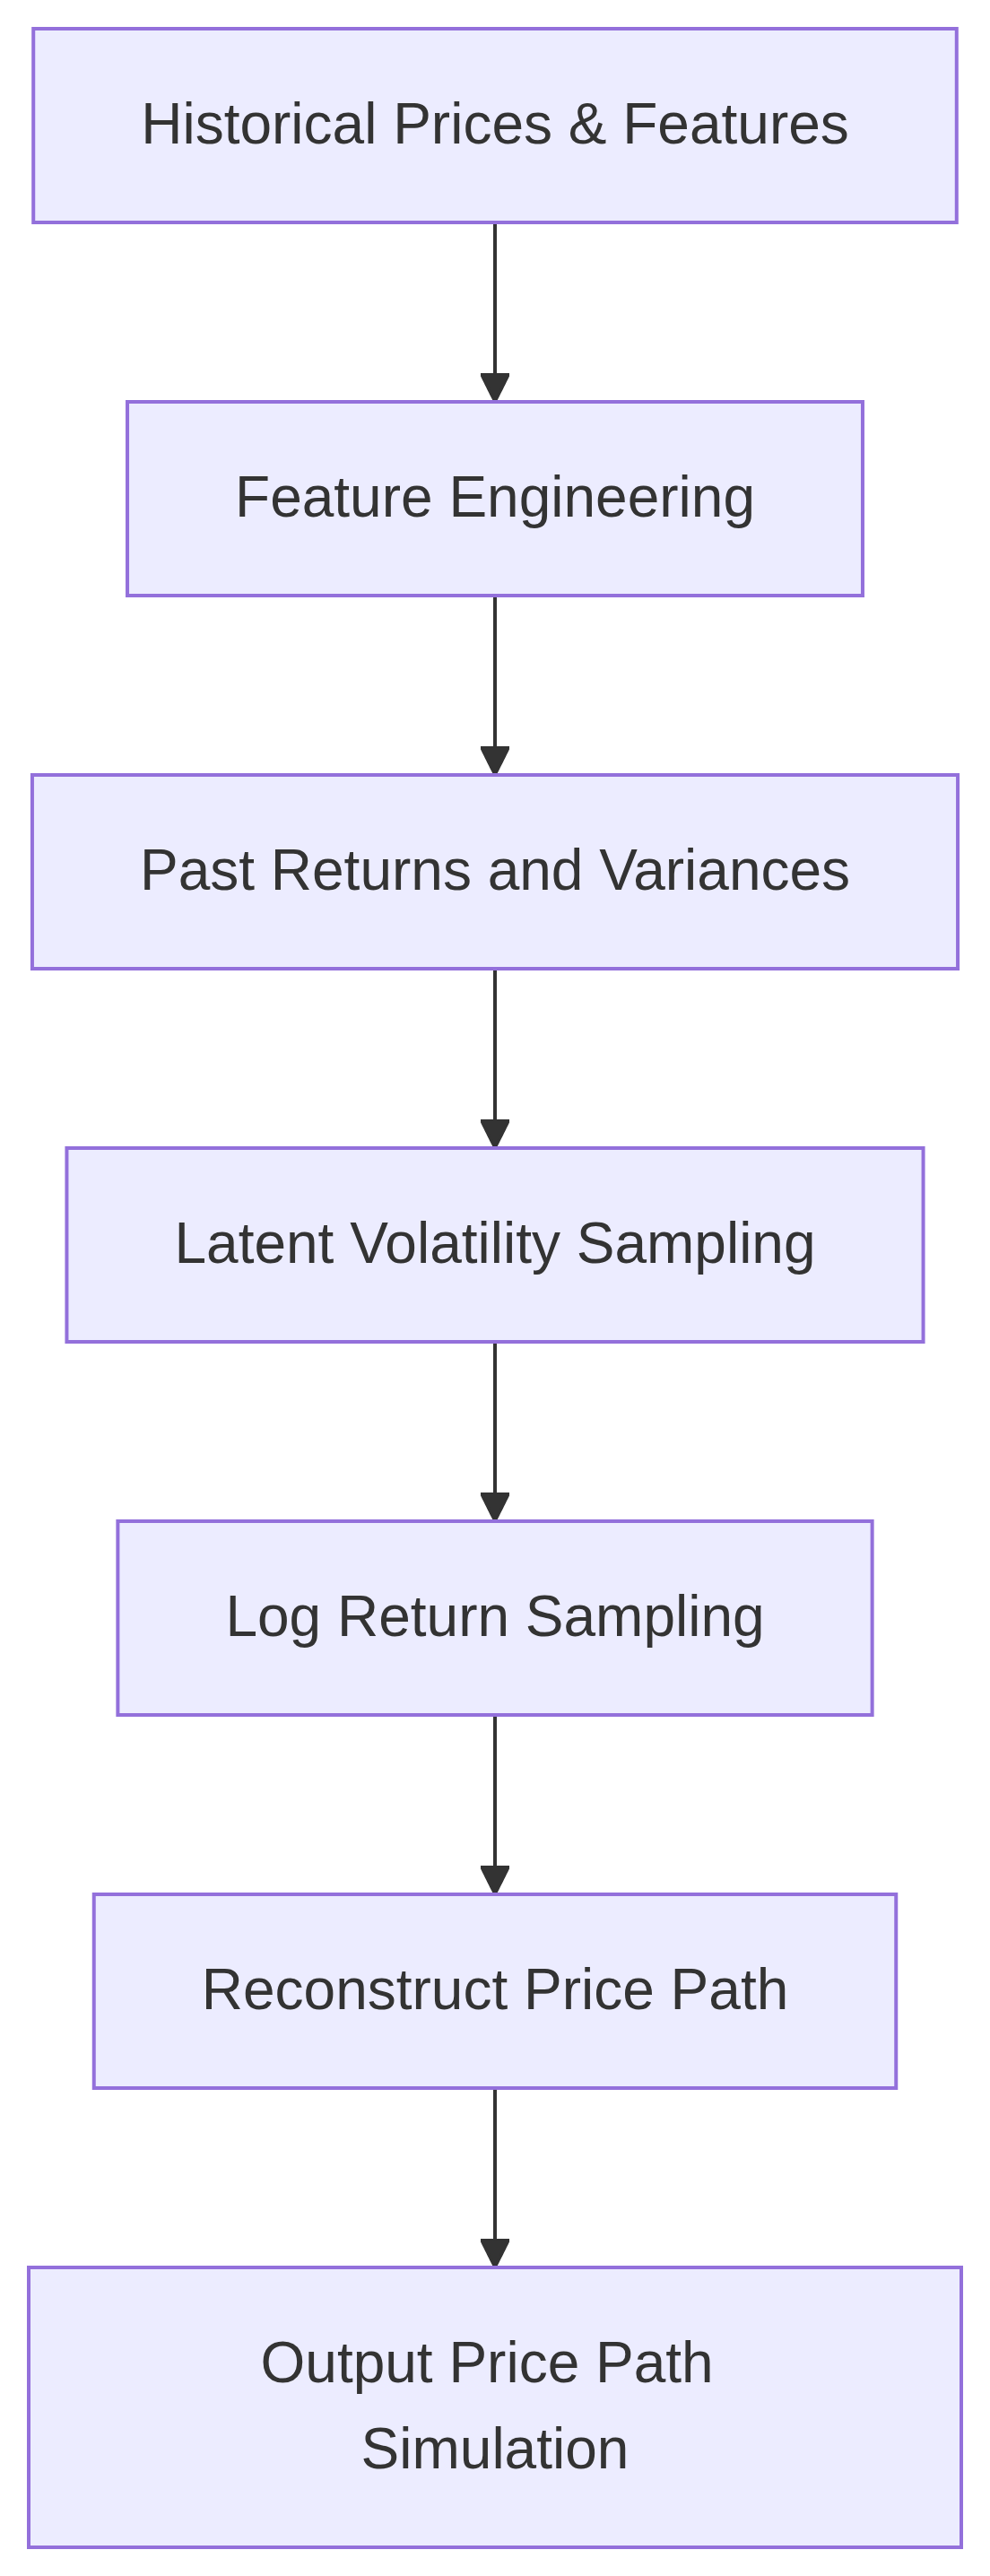 Historical Prices & Features
Feature Engineering
Past Returns and Variances
Latent Volatility Sampling
Log Return Sampling
Reconstruct Price Path
Output Price Path
Simulation